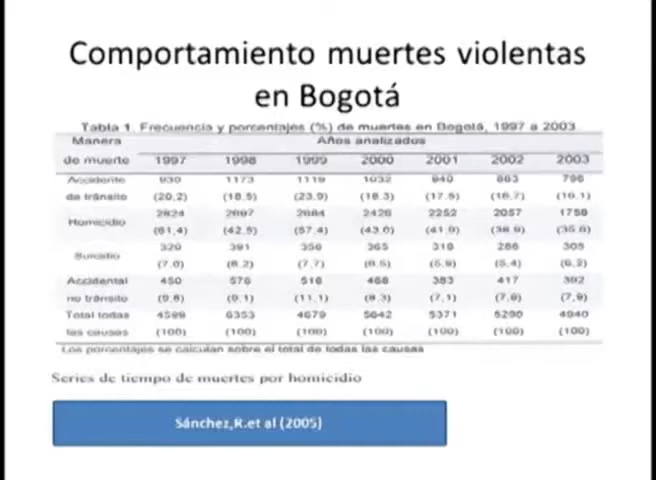 Comportamiento muertes violentas
en Bogotá
Tabla 1. Frecuencia y porcentajes (%) de muertes en Bogotá, 1997 a 2003
Manera Años analizados
de muerte 1997 1998 1999 2000 2001 2002 2003
Accidente 930 1173 1119 1032 940 883 796
de tránsito (20,2) (18,5) (23,9) (18,3) (17,5) (16,7) (16,1)
Homicidio 2824 2697 2684 2426 2252 2057 1758
(61,4) (42,5) (57,4) (43,0) (41,9) (38,9) (35,6)
Suicidio 320 391 358 365 318 286 305
(7,0) (6,2) (7,7) (6,5) (5,9) (5,4) (6,2)
Accidental 450 576 518 468 383 417 392
no tránsito (9,8) (9,1) (11,1) (8,3) (7,1) (7,9) (7,9)
Total todas 4599 6353 4679 5642 5371 5290 4940
las causas (100) (100) (100) (100) (100) (100) (100)
Los porcentajes se calculan sobre el total de todas las causas
Series de tiempo de muertes por homicidio
Sánchez,R.et al (2005)